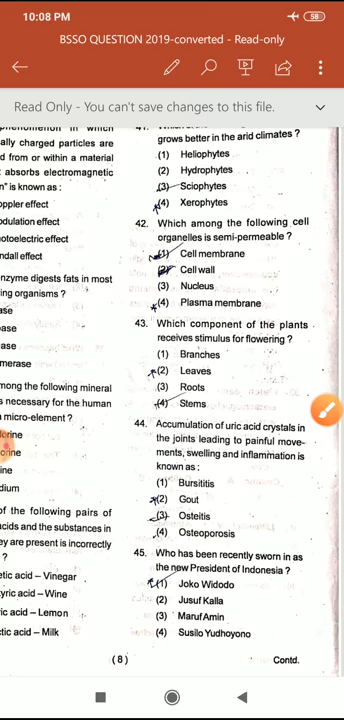 10:08 PM
58
BSSO QUESTION 2019-converted - Read-only
Read Only - You can't save changes to this file.
phenomenon in which
ally charged particles are
d from or within a material
t absorbs electromagnetic
n" is known as :
oppler effect
odulation effect
hotoelectric effect
ndall effect
enzyme digests fats in most
ing organisms ?
ase
ase
ase
merase
mong the following mineral
s necessary for the human
micro-element ?
lorine
orine
ine
dium
of the following pairs of
acids and the substances in
ey are present is incorrectly
?
etic acid – Vinegar
yric acid – Wine
ric acid – Lemon
ctic acid – Milk
grows better in the arid climates ?
(1) Heliophytes
(2) Hydrophytes
(3) Sciophytes
(4) Xerophytes
42. Which among the following cell
organelles is semi-permeable ?
(1) Cell membrane
(2) Cell wall
(3) Nucleus
(4) Plasma membrane
43. Which component of the plants
receives stimulus for flowering ?
(1) Branches
(2) Leaves
(3) Roots
(4) Stems
44. Accumulation of uric acid crystals in
the joints leading to painful move-
ments, swelling and inflammation is
known as :
(1) Bursititis
(2) Gout
(3) Osteitis
(4) Osteoporosis
45. Who has been recently sworn in as
the new President of Indonesia ?
(1) Joko Widodo
(2) Jusuf Kalla
(3) Maruf Amin
(4) Susilo Yudhoyono
(8)
Contd.